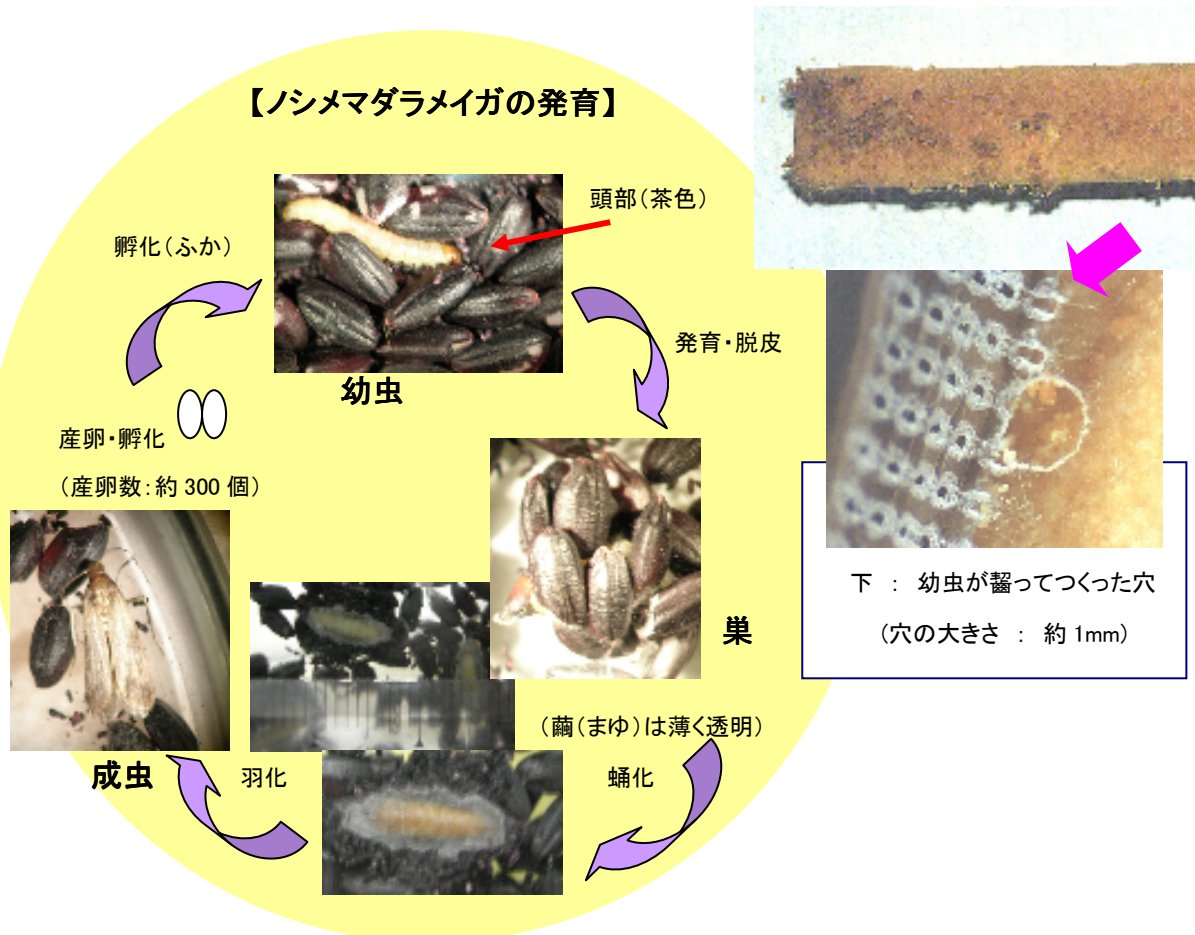 【ノシメマダラメイガの発育】
頭部（茶色）
孵化（ふか）
幼虫
発育・脱皮
産卵・孵化
（産卵数：約 300 個）
巣
（繭（まゆ）は薄く透明）
蛹化
羽化
成虫
下 ： 幼虫が齧ってつくった穴
（穴の大きさ ： 約 1mm）